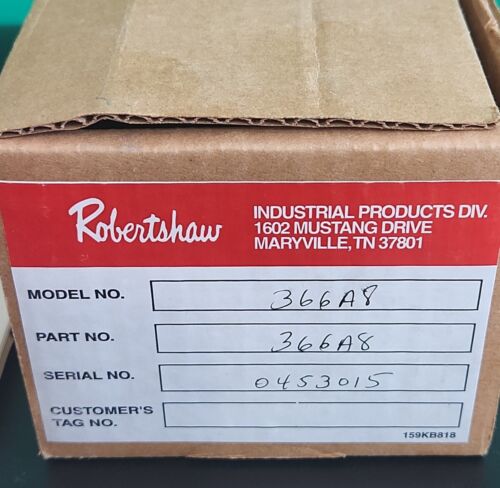 Robertshaw
INDUSTRIAL PRODUCTS DIV.
1602 MUSTANG DRIVE
MARYVILLE, TN 37801
MODEL NO. 366A8
PART NO. 366A8
SERIAL NO. 0453015
CUSTOMER'S
TAG NO.
159KB818